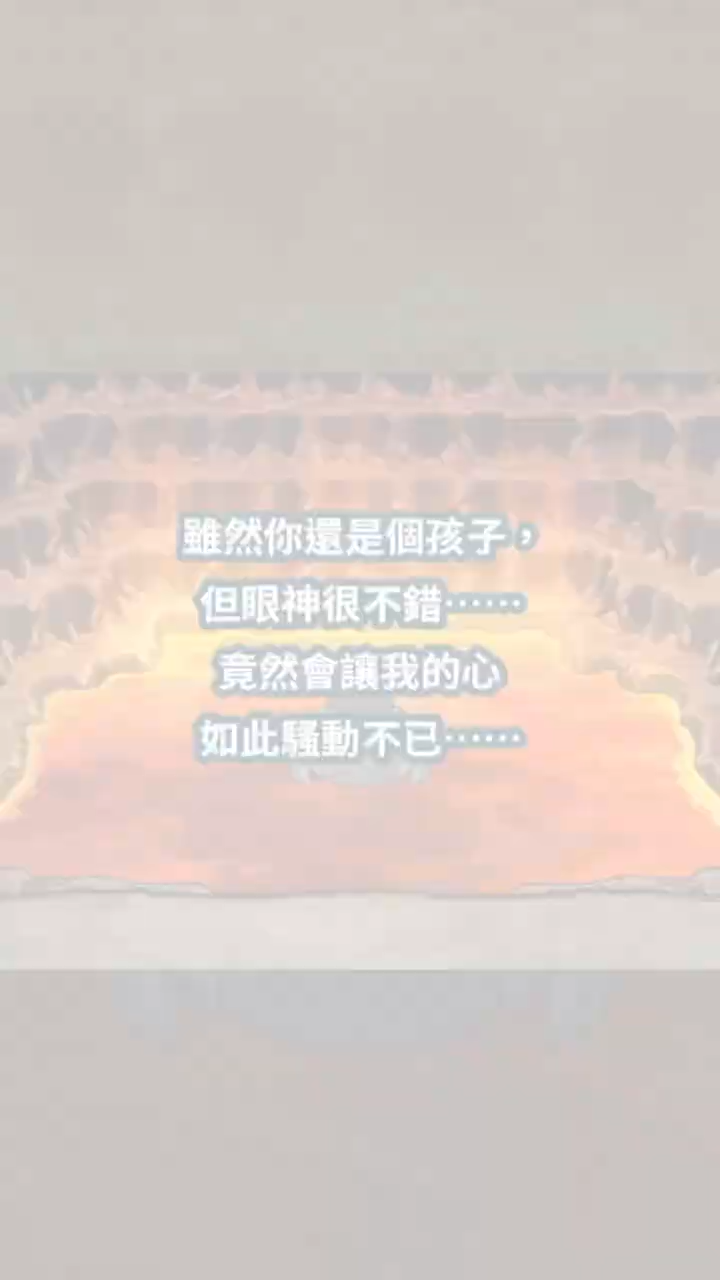 雖然你還是個孩子，
但眼神很不錯⋯⋯
竟然會讓我的心
如此騷動不已⋯⋯